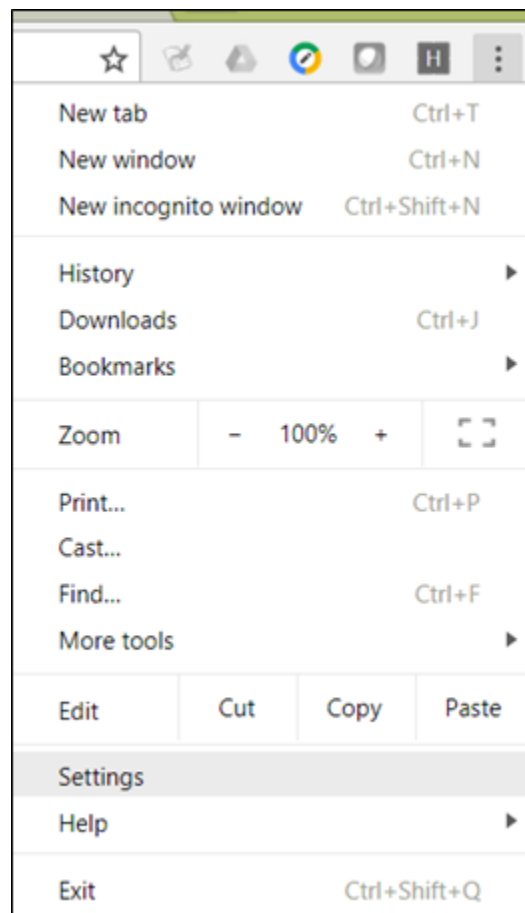 H
New tab Ctrl+T
New window Ctrl+N
New incognito window Ctrl+Shift+N
History
Downloads Ctrl+J
Bookmarks
Zoom − 100% +
Print... Ctrl+P
Cast...
Find... Ctrl+F
More tools
Edit Cut Copy Paste
Settings
Help
Exit Ctrl+Shift+Q